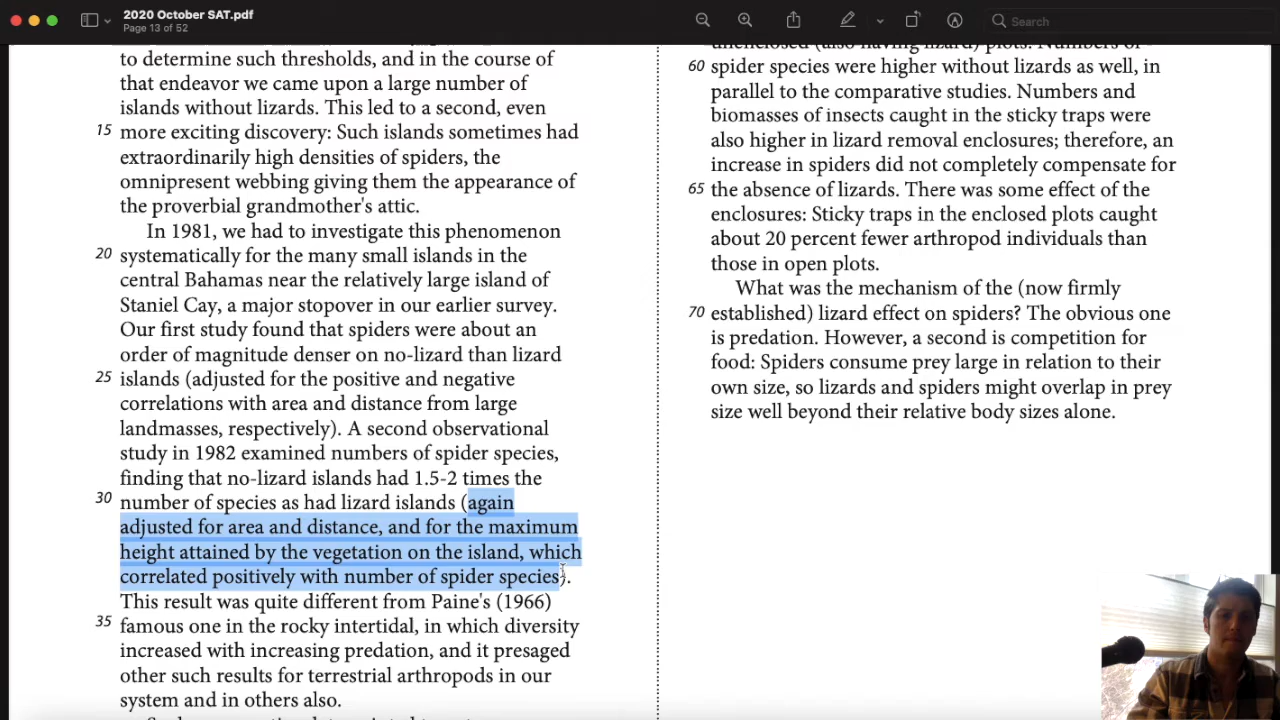 2020 October SAT.pdf
Page 13 of 52
Search
to determine such thresholds, and in the course of
that endeavor we came upon a large number of
islands without lizards. This led to a second, even
15 more exciting discovery: Such islands sometimes had
extraordinarily high densities of spiders, the
omnipresent webbing giving them the appearance of
the proverbial grandmother's attic.
In 1981, we had to investigate this phenomenon
20 systematically for the many small islands in the
central Bahamas near the relatively large island of
Staniel Cay, a major stopover in our earlier survey.
Our first study found that spiders were about an
order of magnitude denser on no-lizard than lizard
25 islands (adjusted for the positive and negative
correlations with area and distance from large
landmasses, respectively). A second observational
study in 1982 examined numbers of spider species,
finding that no-lizard islands had 1.5-2 times the
30 number of species as had lizard islands (again
adjusted for area and distance, and for the maximum
height attained by the vegetation on the island, which
correlated positively with number of spider species).
This result was quite different from Paine's (1966)
35 famous one in the rocky intertidal, in which diversity
increased with increasing predation, and it presaged
other such results for terrestrial arthropods in our
system and in others also.
unenclosed (also having lizard) plots. Numbers of
60 spider species were higher without lizards as well, in
parallel to the comparative studies. Numbers and
biomasses of insects caught in the sticky traps were
also higher in lizard removal enclosures; therefore, an
increase in spiders did not completely compensate for
65 the absence of lizards. There was some effect of the
enclosures: Sticky traps in the enclosed plots caught
about 20 percent fewer arthropod individuals than
those in open plots.
What was the mechanism of the (now firmly
70 established) lizard effect on spiders? The obvious one
is predation. However, a second is competition for
food: Spiders consume prey large in relation to their
own size, so lizards and spiders might overlap in prey
size well beyond their relative body sizes alone.